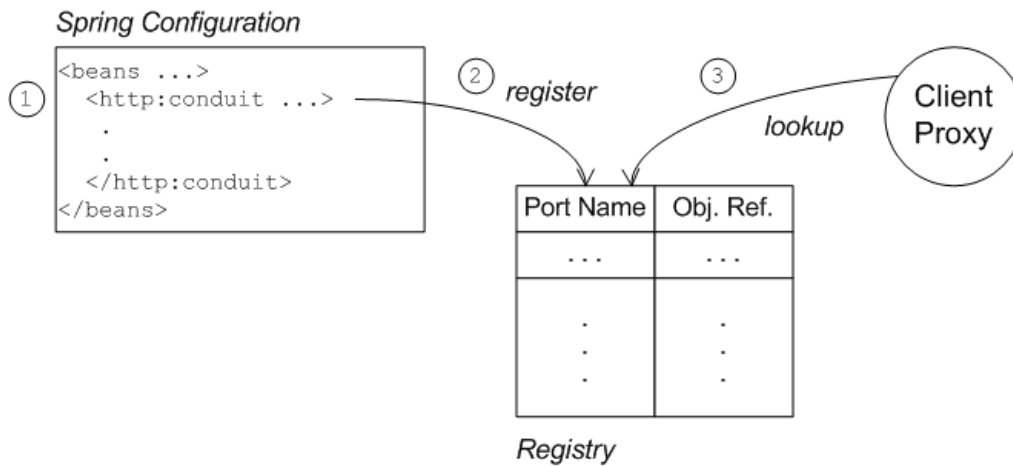 Spring Configuration
1
<beans ...>
<http:conduit ...>
.
.
</http:conduit>
</beans>
2
register
3
lookup
Client
Proxy
Port Name Obj. Ref.
... ...
. .
. .
. .
Registry